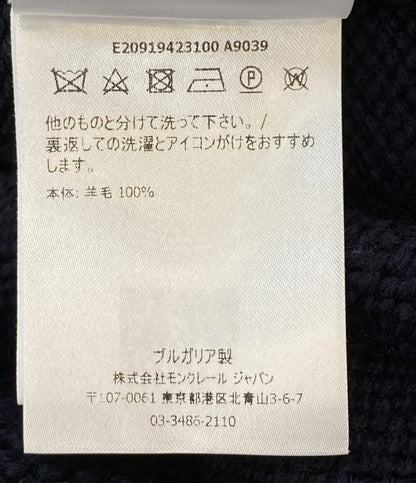 E20919423100 A9039
P
W
他のものと分けて洗って下さい。/
裏返しての洗濯とアイロンがけをおすすめ
します。
本体: 羊毛 100%
ブルガリア製
株式会社モンクレール ジャパン
〒107-0061 東京都港区北青山3-6-7
03-3486-2110